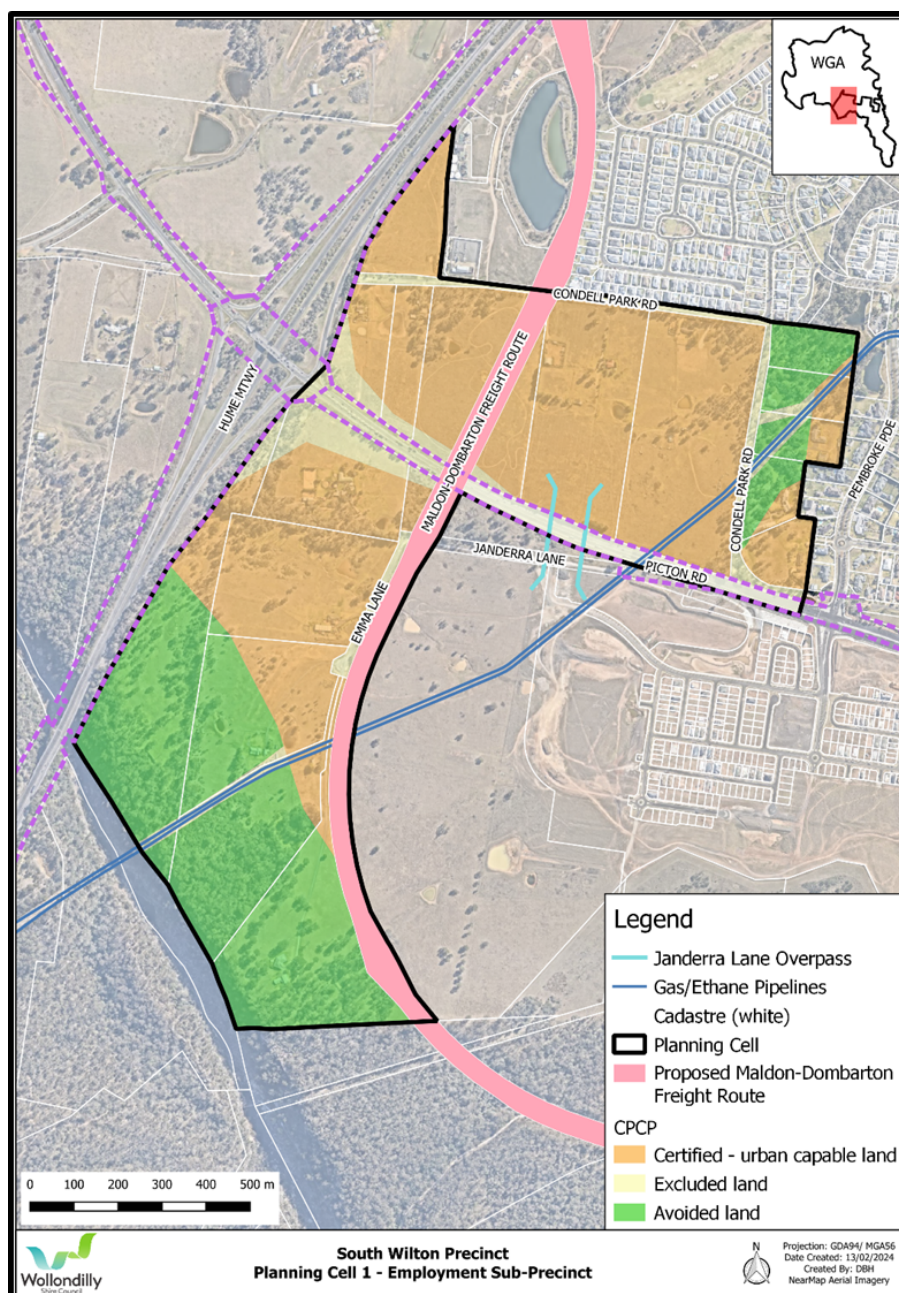 WGA
CONDELL PARK RD
MALDON-DOMBARTON FREIGHT ROUTE
HUME MTWY
CONDELL PARK RD
PEMBROKE PDE
JANDERRA LANE
PICTON RD
EMMA LANE
Legend
Janderra Lane Overpass
Gas/Ethane Pipelines
Cadastre (white)
Planning Cell
Proposed Maldon-Dombarton
Freight Route
CPCP
Certified - urban capable land
Excluded land
Avoided land
0 100 200 300 400 500 m
Wollondilly
Shire Council
South Wilton Precinct
Planning Cell 1 - Employment Sub-Precinct
N
Projection: GDA94/ MGA56
Date Created: 13/02/2024
Created By: DBH
NearMap Aerial Imagery